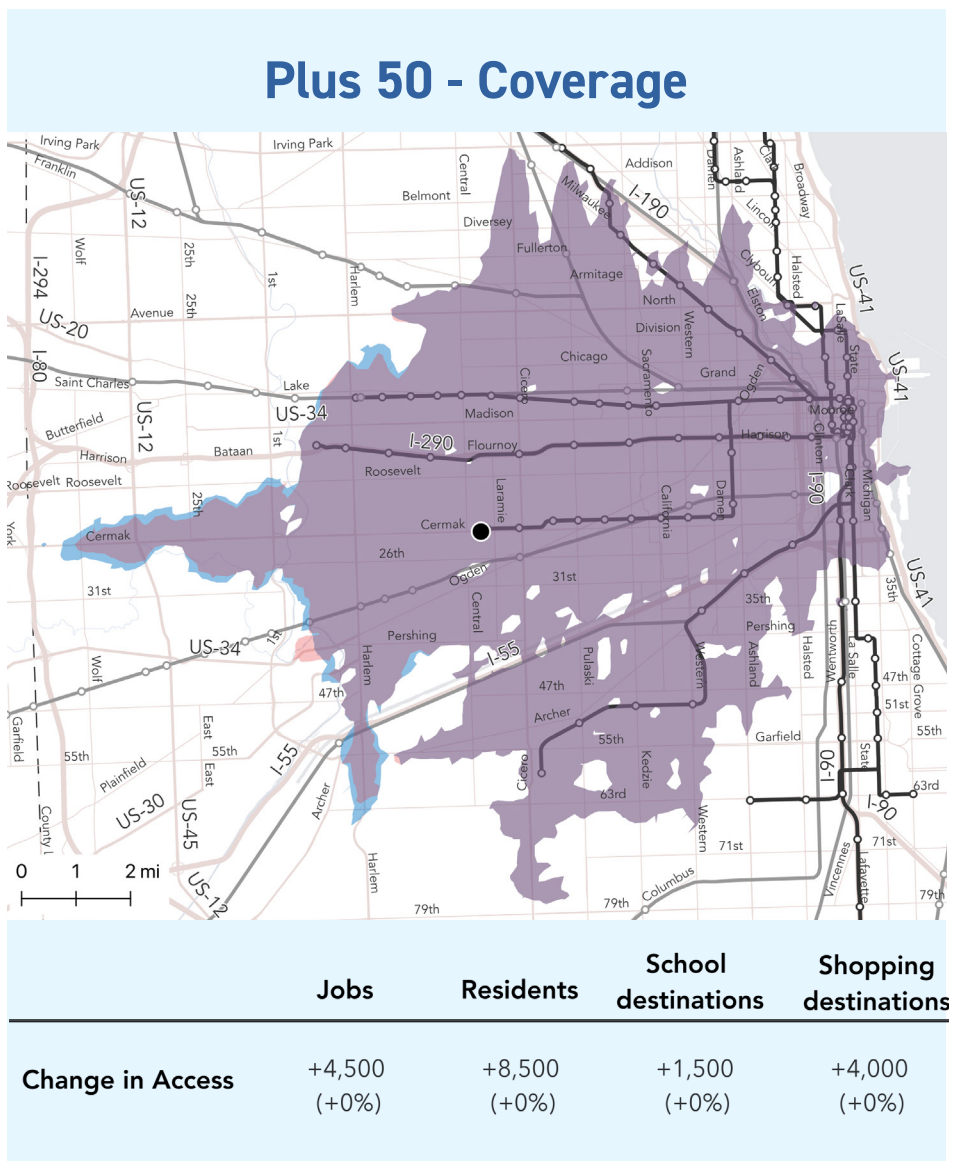 Plus 50 - Coverage
Irving Park
Irving Park
Franklin
Central
Addison
Damen
Ashland
Clark
Broadway
US-12
Belmont
Milwaukee
I-190
Lincoln
Diversey
Wolf
25th
Fullerton
Clybourn
Halsted
I-294
1st
Harlem
Armitage
US-41
25th
Avenue
North
Elston
US-20
Division
Western
LaSalle
State
I-80
Chicago
Sacramento
Grand
Ogden
US-41
Saint Charles
Lake
Cicero
US-34
Madison
Monroe
Butterfield
US-12
1st
I-290
Flournoy
Harrison
Clinton
Harrison
Bataan
Roosevelt
Roosevelt
Roosevelt
Laramie
California
Damen
I-90
Clark
Michigan
25th
York
Cermak
Cermak
26th
Ogden
31st
US-41
31st
Central
35th
35th
US-34
1st
Pershing
Pershing
Wolf
Harlem
I-55
Pulaski
Western
Ashland
Halsted
Wentworth
La Salle
Cottage Grove
47th
47th
47th
51st
Garfield
East
Archer
55th
Garfield
55th
55th
55th
Plainfield
East
I-55
Cicero
Kedzie
I-90
State
63rd
63rd
US-30
US-45
Archer
Western
I-90
County L
71st
71st
0 1 2 mi
Harlem
Columbus
Vincennes
Lafayette
US-12
79th
79th
79th
Jobs
Residents
School
destinations
Shopping
destinations
Change in Access
+4,500
+8,500
+1,500
+4,000
(+0%)
(+0%)
(+0%)
(+0%)